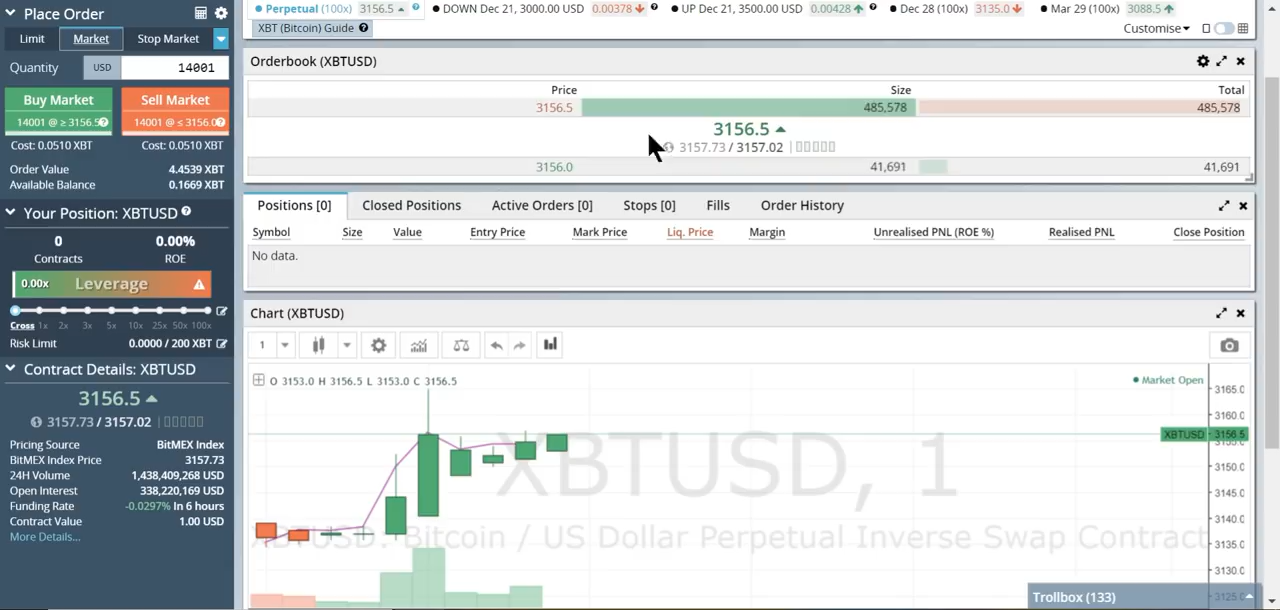 Place Order
Limit Market Stop Market
Quantity USD 14001
Buy Market Sell Market
14001 @ ≥ 3156.5 14001 @ ≤ 3156.0
Cost: 0.0510 XBT Cost: 0.0510 XBT
Order Value 4.4539 XBT
Available Balance 0.1669 XBT
Your Position: XBTUSD
0 0.00%
Contracts ROE
0.00x Leverage
Cross 1x 2x 3x 5x 10x 25x 50x 100x
Risk Limit 0.0000 / 200 XBT
Contract Details: XBTUSD
3156.5
3157.73 / 3157.02
Pricing Source BitMEX Index
BitMEX Index Price 3157.73
24H Volume 1,438,409,268 USD
Open Interest 338,220,169 USD
Funding Rate -0.0297% In 6 hours
Contract Value 1.00 USD
More Details...
Perpetual (100x) 3156.5 DOWN Dec 21, 3000.00 USD 0.00378 UP Dec 21, 3500.00 USD 0.00428 Dec 28 (100x) 3135.0 Mar 29 (100x) 3088.5
XBT (Bitcoin) Guide Customise
Orderbook (XBTUSD)
Price Size Total
3156.5 485,578 485,578
3156.5
3157.73 / 3157.02
3156.0 41,691 41,691
Positions [0] Closed Positions Active Orders [0] Stops [0] Fills Order History
Symbol Size Value Entry Price Mark Price Liq. Price Margin Unrealised PNL (ROE %) Realised PNL Close Position
No data.
Chart (XBTUSD)
1
O 3153.0 H 3156.5 L 3153.0 C 3156.5
Market Open
3165.0
3160.0
XBTUSD 3156.5
3150.0
3145.0
3140.0
3135.0
3130.0
XBTUSD, 1
XBTUSD: Bitcoin / US Dollar Perpetual Inverse Swap Contract
Trollbox (133)